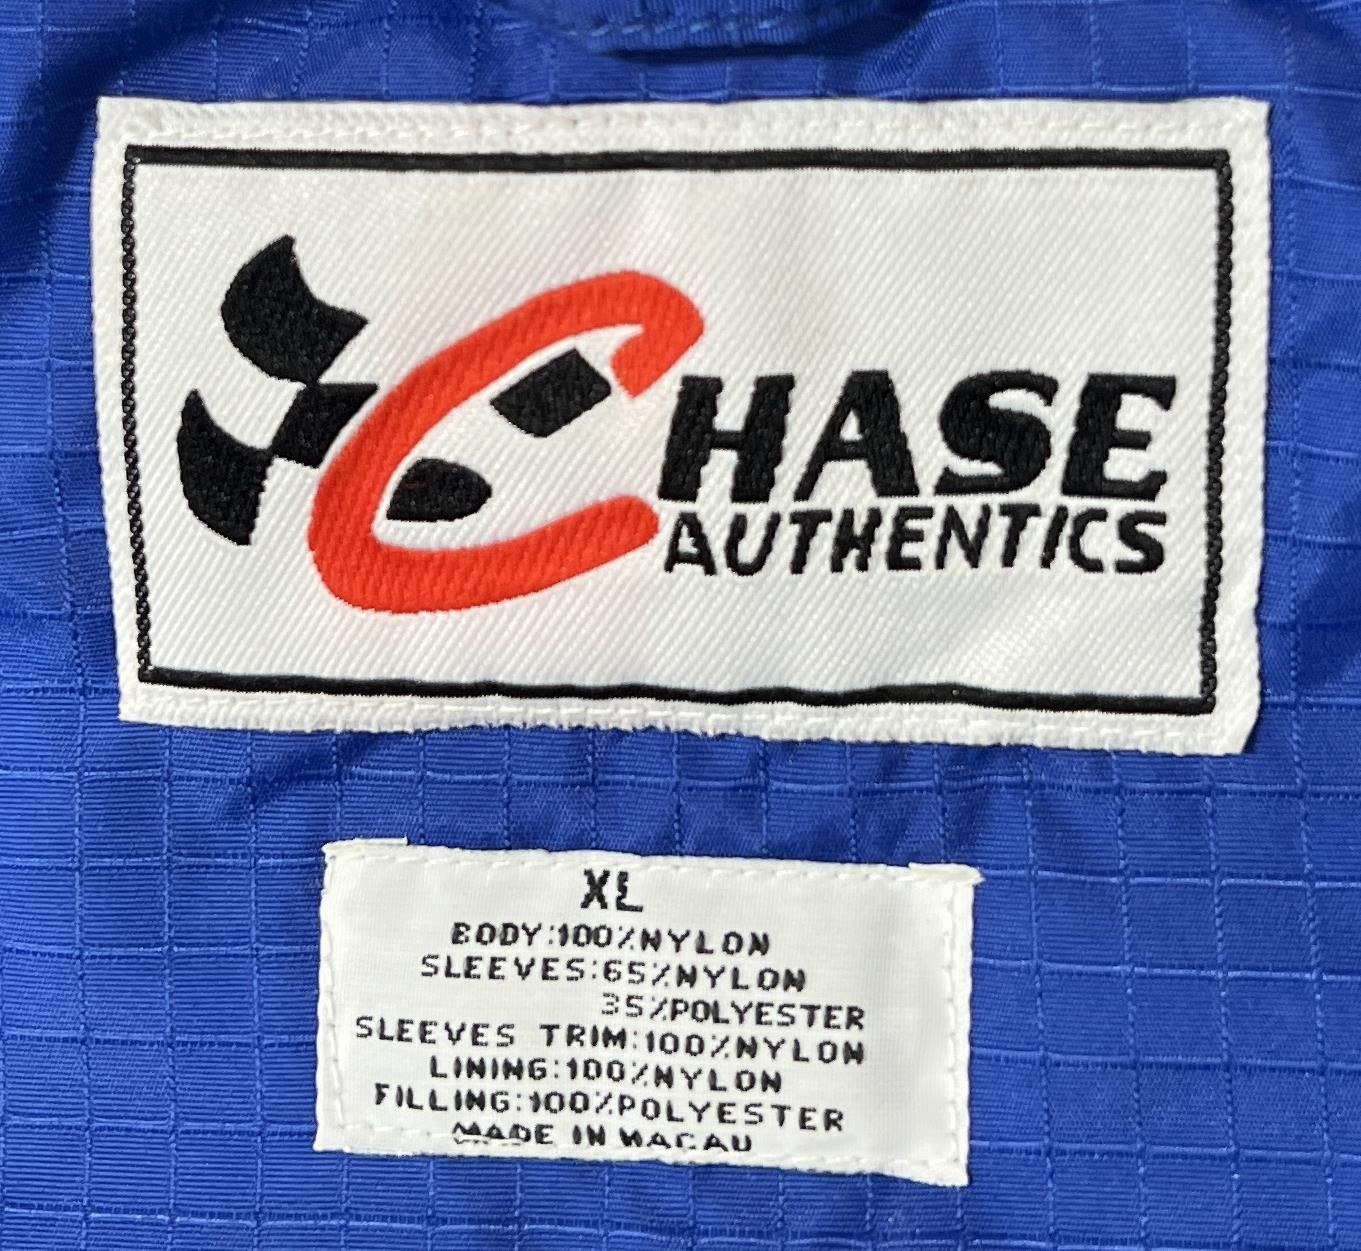 CHASE
AUTHENTICS
XL
BODY:100%NYLON
SLEEVES:65%NYLON
35%POLYESTER
SLEEVES TRIM:100%NYLON
LINING:100%NYLON
FILLING:100%POLYESTER
MADE IN MACAU